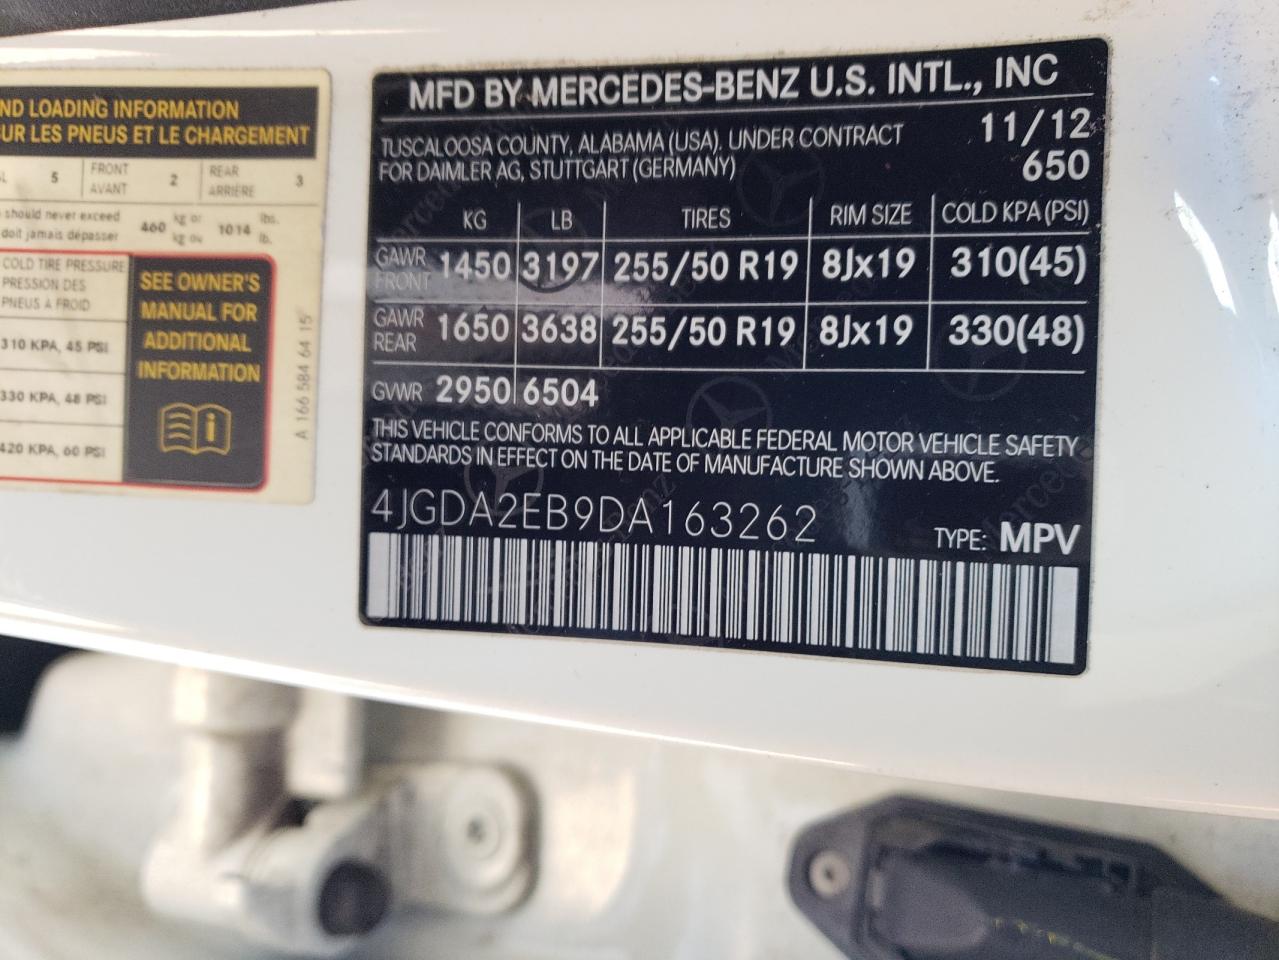 ND LOADING INFORMATION
UR LES PNEUS ET LE CHARGEMENT
L 5 FRONT AVANT 2 REAR ARRIÈRE 3
should never exceed
doit jamais dépasser
460 kg or kg ou 1014 lbs. lb.
COLD TIRE PRESSURE
PRESSION DES
PNEUS A FROID
310 KPA, 45 PSI
330 KPA, 48 PSI
420 KPA, 60 PSI
SEE OWNER'S
MANUAL FOR
ADDITIONAL
INFORMATION
A 166 584 64 15
MFD BY MERCEDES-BENZ U.S. INTL., INC
TUSCALOOSA COUNTY, ALABAMA (USA). UNDER CONTRACT
FOR DAIMLER AG, STUTTGART (GERMANY)
11/12
650
KG LB TIRES RIM SIZE COLD KPA (PSI)
GAWR FRONT 1450 3197 255/50 R19 8Jx19 310(45)
GAWR REAR 1650 3638 255/50 R19 8Jx19 330(48)
GVWR 2950 6504
THIS VEHICLE CONFORMS TO ALL APPLICABLE FEDERAL MOTOR VEHICLE SAFETY
STANDARDS IN EFFECT ON THE DATE OF MANUFACTURE SHOWN ABOVE.
4JGDA2EB9DA163262
TYPE: MPV